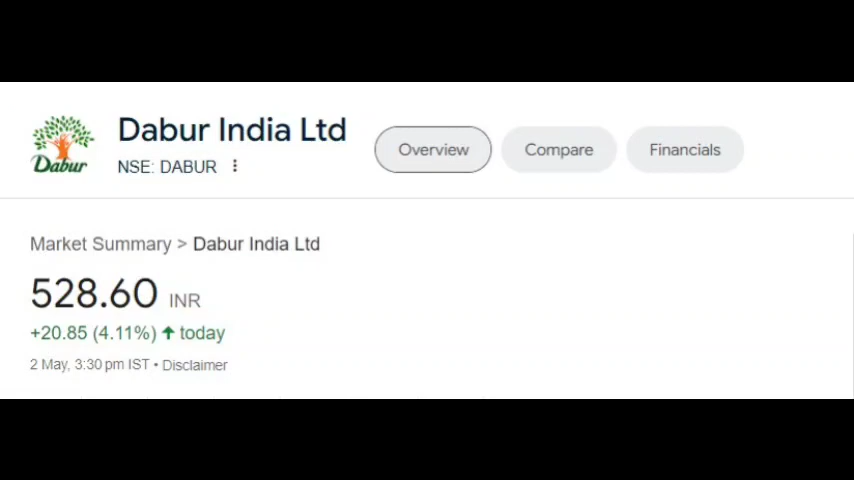 Dabur India Ltd
Overview
Compare
Financials
Dabur
NSE: DABUR
Market Summary > Dabur India Ltd
528.60 INR
+20.85 (4.11%) ↑ today
2 May, 3:30 pm IST • Disclaimer